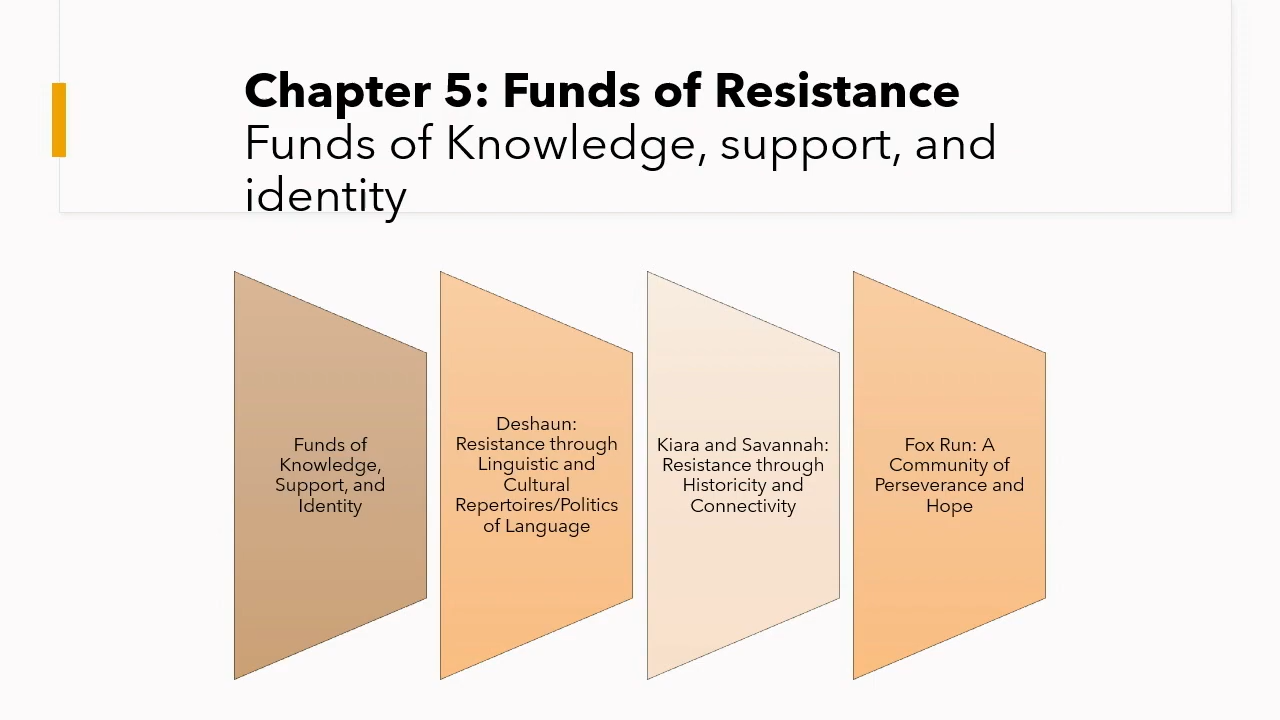 Chapter 5: Funds of Resistance
Funds of Knowledge, support, and
identity
Funds of
Knowledge,
Support, and
Identity
Deshaun:
Resistance through
Linguistic and
Cultural
Repertoires/Politics
of Language
Kiara and Savannah:
Resistance through
Historicity and
Connectivity
Fox Run: A
Community of
Perseverance and
Hope